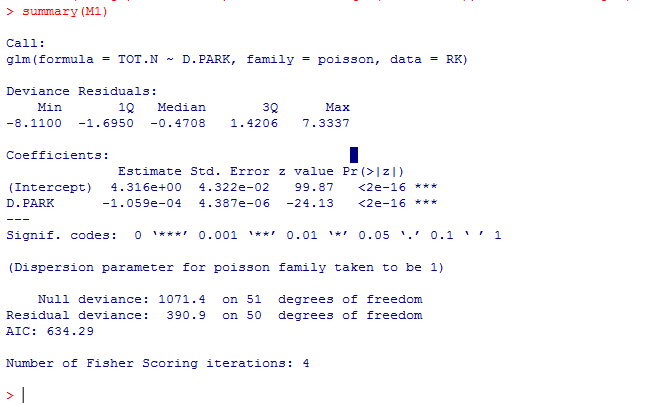 > summary(M1)
Call:
glm(formula = TOT.N ~ D.PARK, family = poisson, data = RK)
Deviance Residuals:
    Min       1Q   Median       3Q      Max
-8.1100  -1.6950  -0.4708   1.4206   7.3337
Coefficients:
              Estimate Std. Error z value Pr(>|z|)
(Intercept)  4.316e+00  4.322e-02   99.87   <2e-16 ***
D.PARK      -1.059e-04  4.387e-06  -24.13   <2e-16 ***
---
Signif. codes:  0 ‘***’ 0.001 ‘**’ 0.01 ‘*’ 0.05 ‘.’ 0.1 ‘ ’ 1
(Dispersion parameter for poisson family taken to be 1)
    Null deviance: 1071.4  on 51  degrees of freedom
Residual deviance:  390.9  on 50  degrees of freedom
AIC: 634.29
Number of Fisher Scoring iterations: 4
>